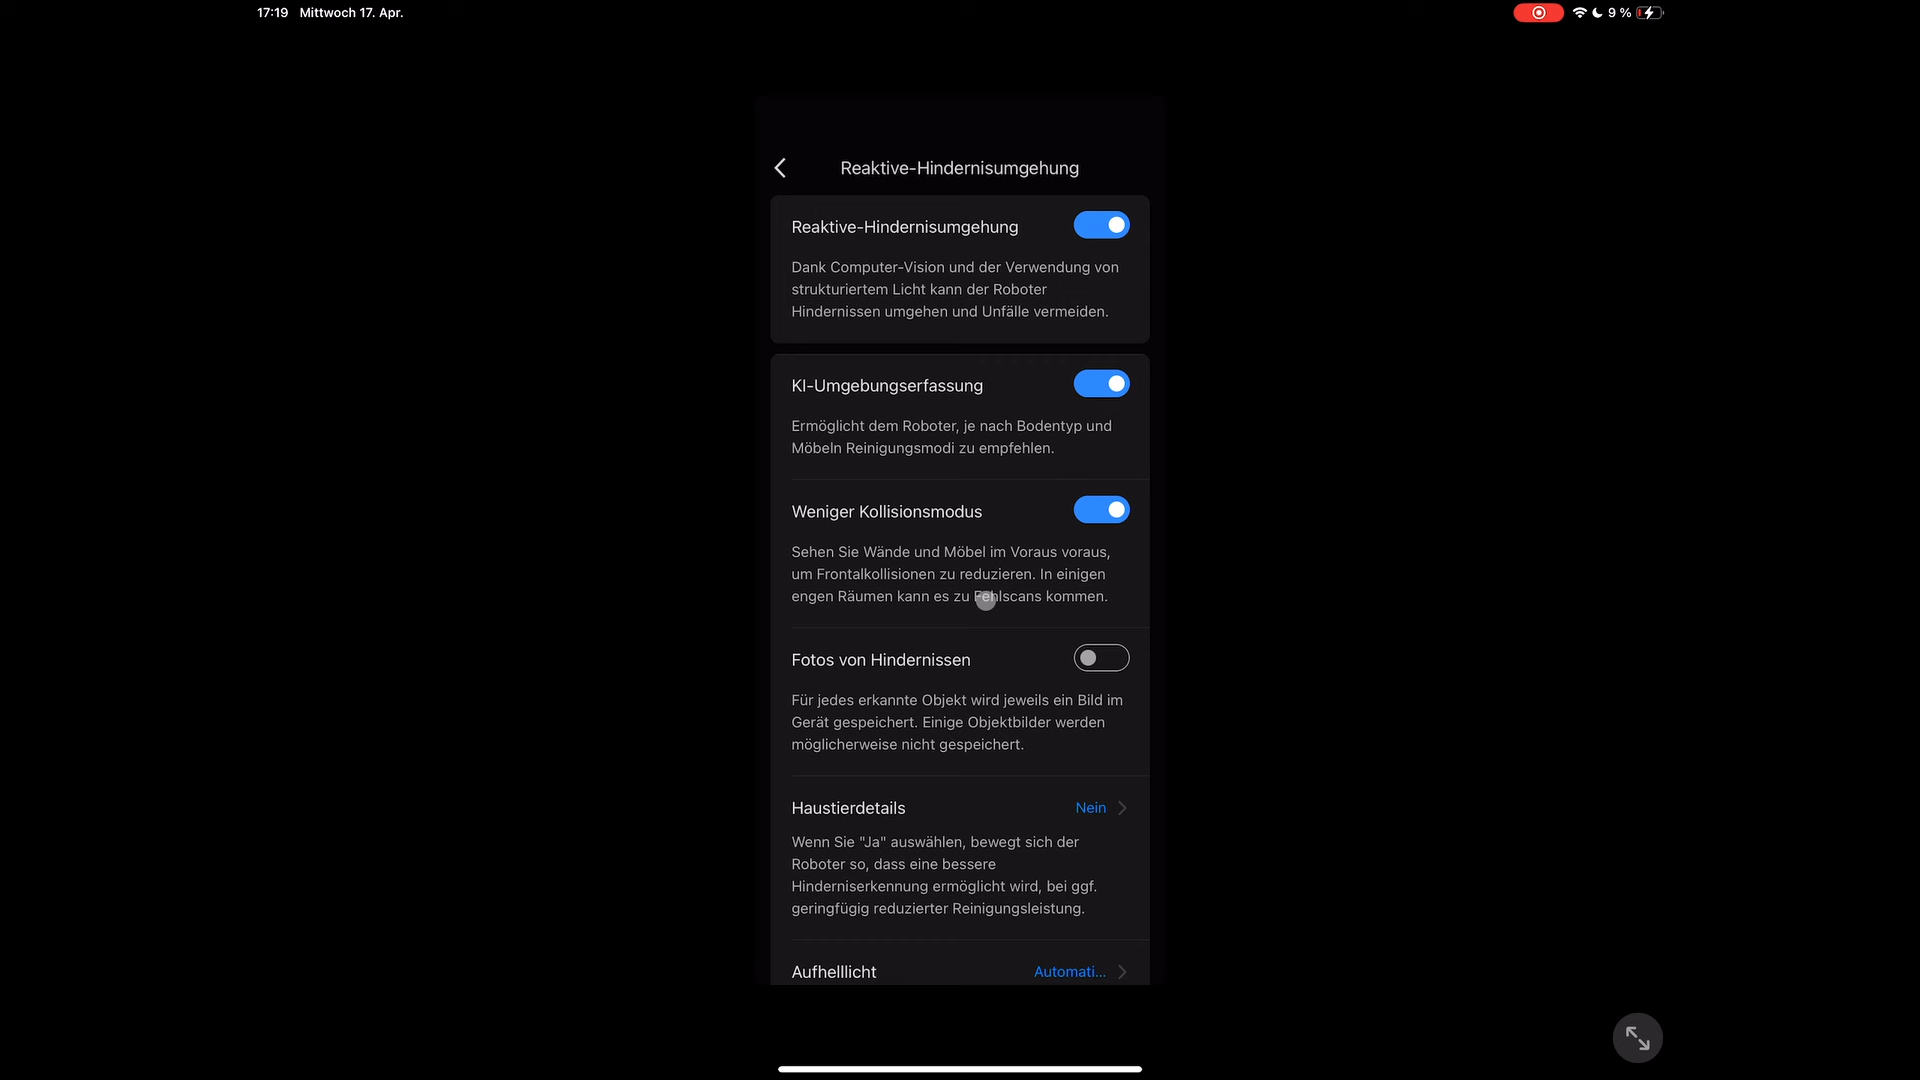 17:19 Mittwoch 17. Apr.
9 %
Reaktive-Hindernisumgehung
Reaktive-Hindernisumgehung
Dank Computer-Vision und der Verwendung von
strukturiertem Licht kann der Roboter
Hindernissen umgehen und Unfälle vermeiden.
KI-Umgebungserfassung
Ermöglicht dem Roboter, je nach Bodentyp und
Möbeln Reinigungsmodi zu empfehlen.
Weniger Kollisionsmodus
Sehen Sie Wände und Möbel im Voraus voraus,
um Frontalkollisionen zu reduzieren. In einigen
engen Räumen kann es zu Fehlscans kommen.
Fotos von Hindernissen
Für jedes erkannte Objekt wird jeweils ein Bild im
Gerät gespeichert. Einige Objektbilder werden
möglicherweise nicht gespeichert.
Haustierdetails Nein
Wenn Sie "Ja" auswählen, bewegt sich der
Roboter so, dass eine bessere
Hinderniserkennung ermöglicht wird, bei ggf.
geringfügig reduzierter Reinigungsleistung.
Aufhelllicht Automati...